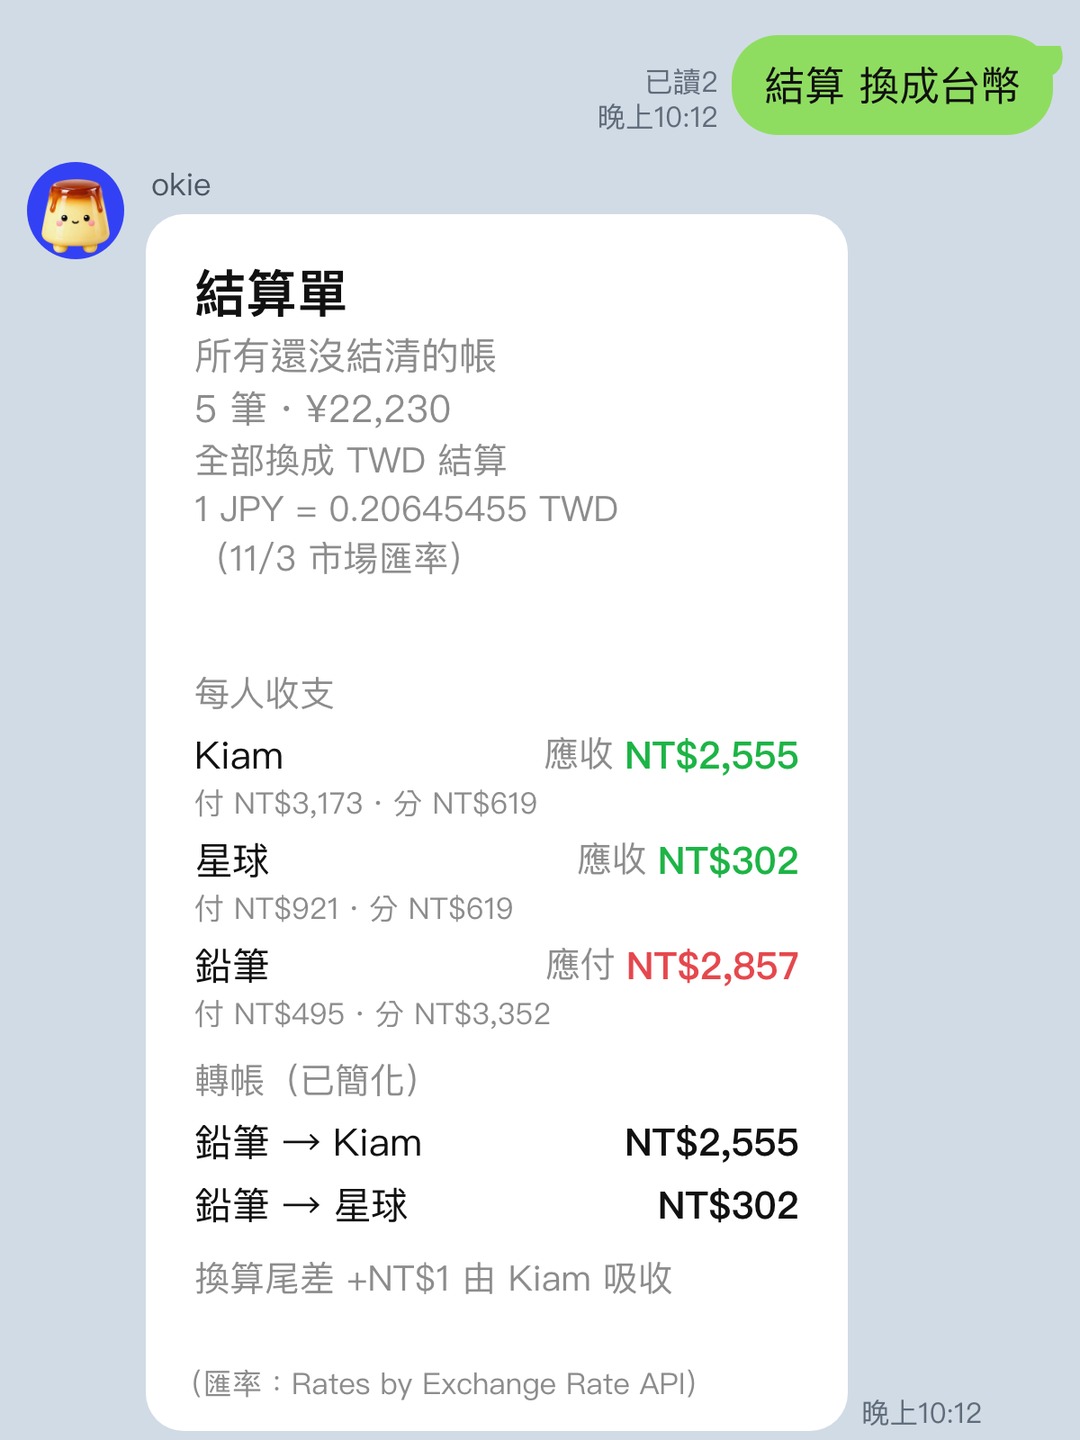 結算 換成台幣
已讀2
晚上10:12
okie
結算單
所有還沒結清的帳
5 筆・¥22,230
全部換成 TWD 結算
1 JPY = 0.20645455 TWD
（11/3 市場匯率）
每人收支
Kiam 應收 NT$2,555
付 NT$3,173・分 NT$619
星球 應收 NT$302
付 NT$921・分 NT$619
鉛筆 應付 NT$2,857
付 NT$495・分 NT$3,352
轉帳（已簡化）
鉛筆 → Kiam NT$2,555
鉛筆 → 星球 NT$302
換算尾差 +NT$1 由 Kiam 吸收
（匯率：Rates by Exchange Rate API）
晚上10:12